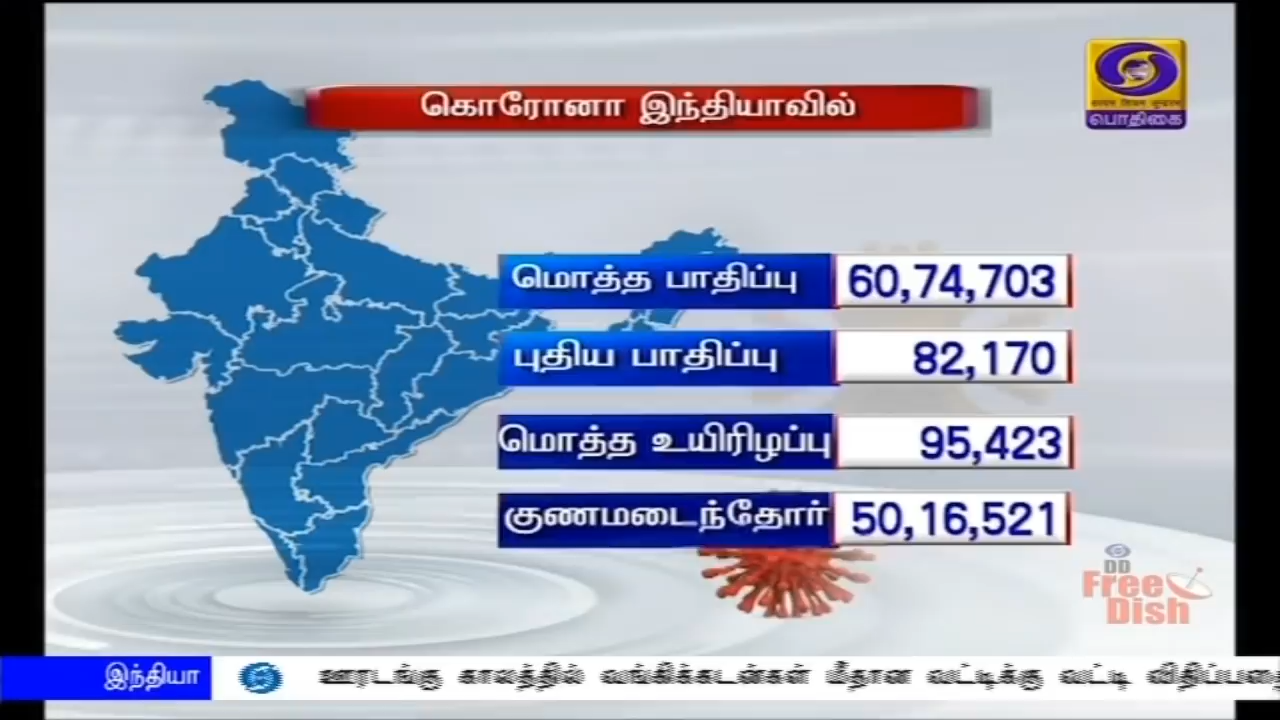 கொரோனா இந்தியாவில்
பொதிகை
மொத்த பாதிப்பு 60,74,703
புதிய பாதிப்பு 82,170
மொத்த உயிரிழப்பு 95,423
குணமடைந்தோர் 50,16,521
DD
Free
Dish
இந்தியா ஊரடங்கு காலத்தில் வங்கிக்கடன்கள் மீதான வட்டிக்கு வட்டி